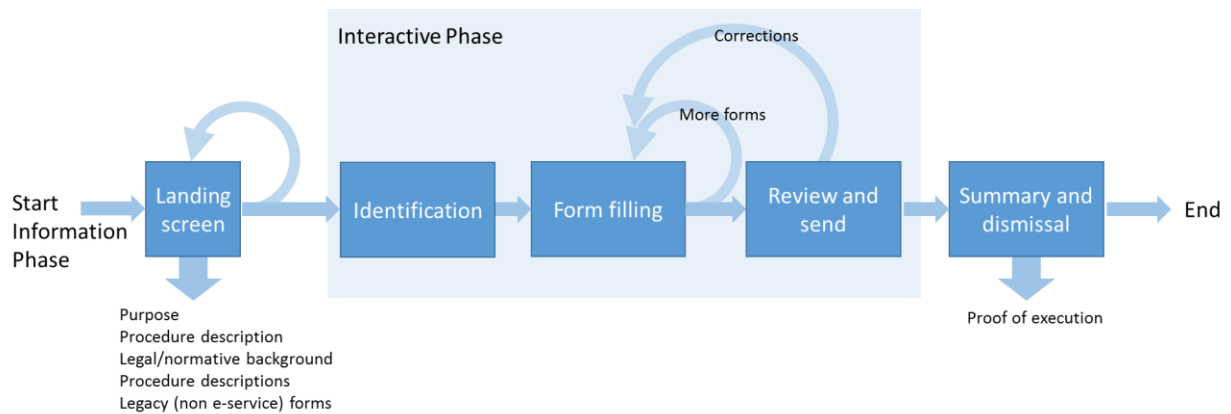 Interactive Phase
Corrections
More forms
Start
Information
Phase
Landing
screen
Identification
Form filling
Review and
send
Summary and
dismissal
End
Purpose
Procedure description
Legal/normative background
Procedure descriptions
Legacy (non e-service) forms
Proof of execution